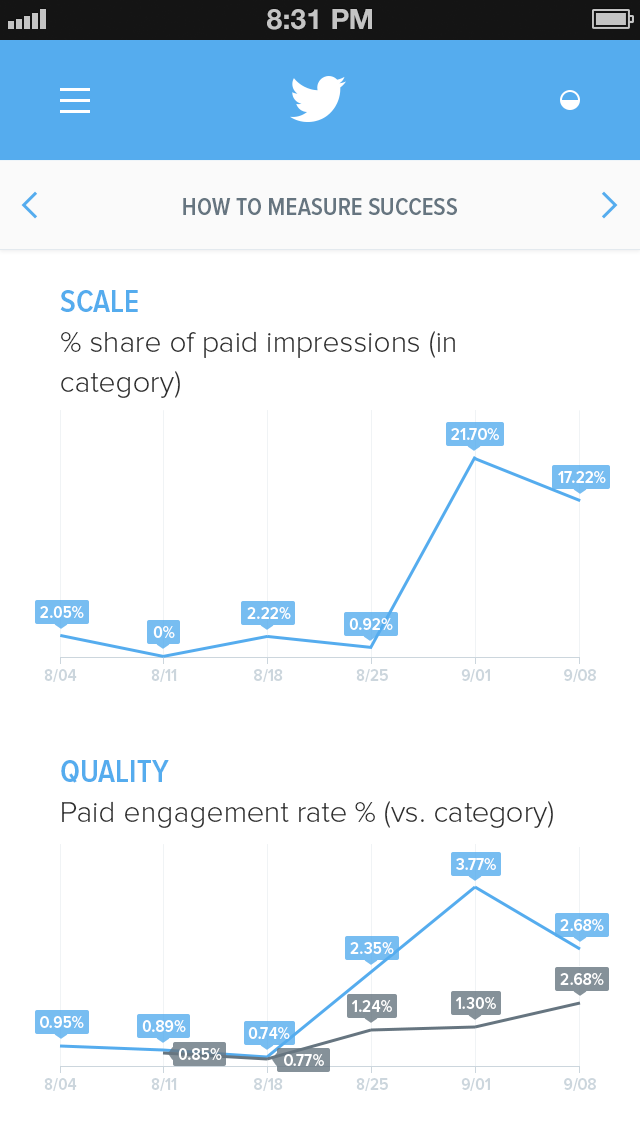 8:31 PM
HOW TO MEASURE SUCCESS
SCALE
% share of paid impressions (in
category)
21.70%
17.22%
2.05%
0%
2.22%
0.92%
8/04 8/11 8/18 8/25 9/01 9/08
QUALITY
Paid engagement rate % (vs. category)
3.77%
2.68%
2.35%
2.68%
1.24%
1.30%
0.95%
0.89%
0.74%
0.85%
0.77%
8/04 8/11 8/18 8/25 9/01 9/08